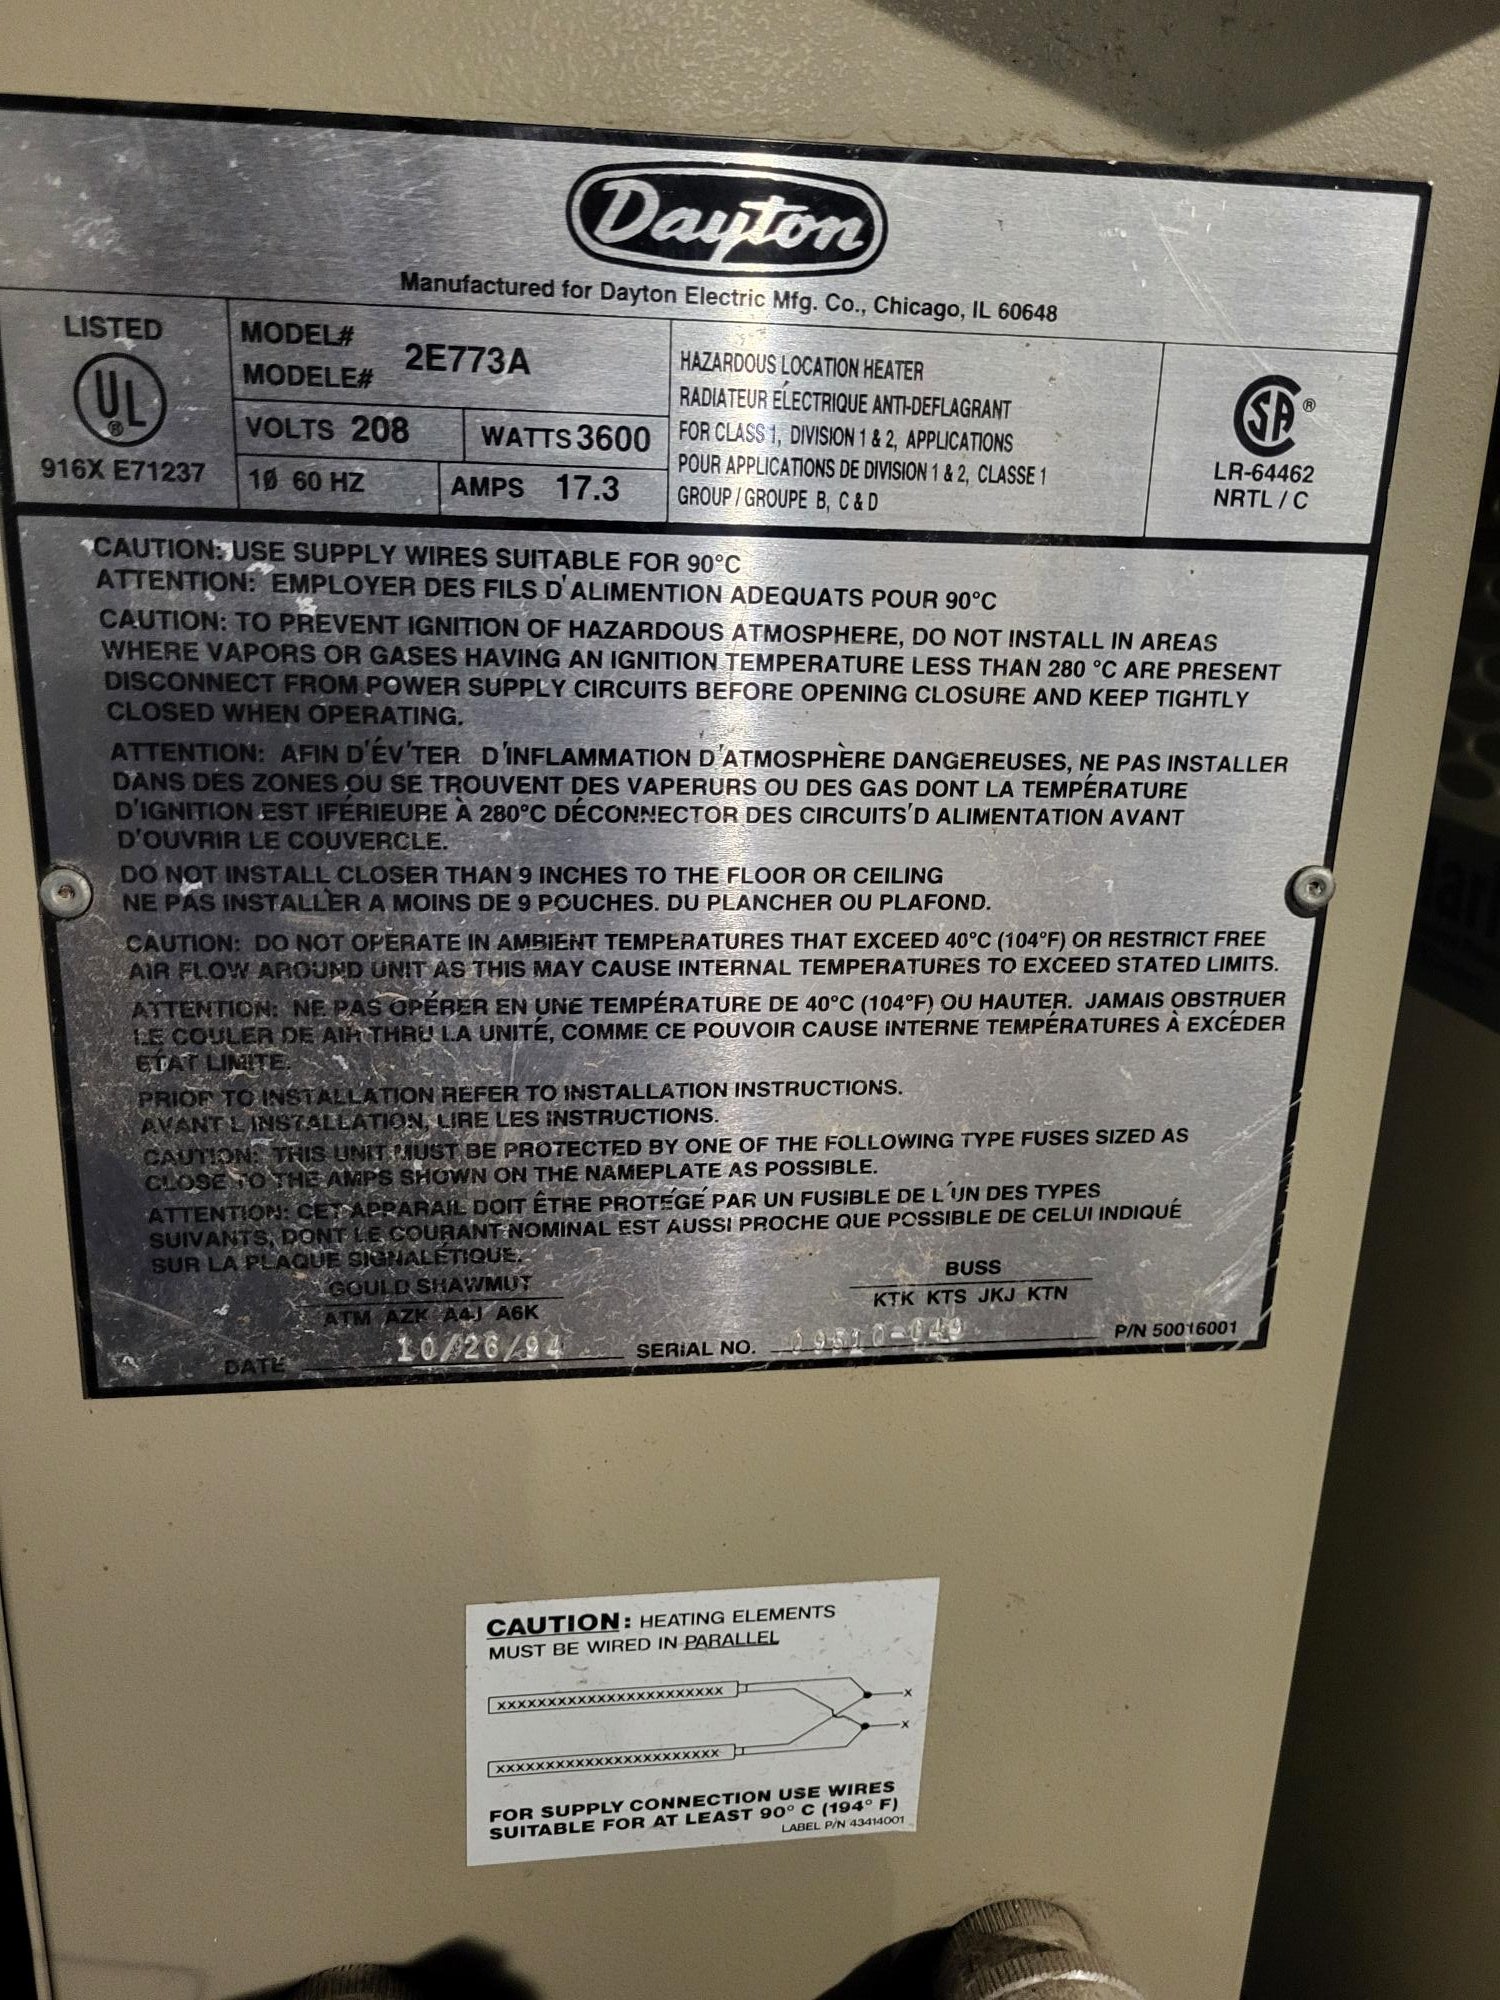 Dayton
Manufactured for Dayton Electric Mfg. Co., Chicago, IL 60648
LISTED
UL ®
916X E71237
MODEL#
MODELE#
2E773A
VOLTS 208
WATTS 3600
1Ø 60 HZ
AMPS 17.3
HAZARDOUS LOCATION HEATER
RADIATEUR ÉLECTRIQUE ANTI-DEFLAGRANT
FOR CLASS 1, DIVISION 1 & 2, APPLICATIONS
POUR APPLICATIONS DE DIVISION 1 & 2, CLASSE 1
GROUP / GROUPE B, C & D
SA ®
LR-64462
NRTL / C
CAUTION: USE SUPPLY WIRES SUITABLE FOR 90°C
ATTENTION: EMPLOYER DES FILS D'ALIMENTION ADEQUATS POUR 90°C
CAUTION: TO PREVENT IGNITION OF HAZARDOUS ATMOSPHERE, DO NOT INSTALL IN AREAS
WHERE VAPORS OR GASES HAVING AN IGNITION TEMPERATURE LESS THAN 280 °C ARE PRESENT
DISCONNECT FROM POWER SUPPLY CIRCUITS BEFORE OPENING CLOSURE AND KEEP TIGHTLY
CLOSED WHEN OPERATING.
ATTENTION: AFIN D'ÉV'TER D'INFLAMMATION D'ATMOSPHÈRE DANGEREUSES, NE PAS INSTALLER
DANS DES ZONES OU SE TROUVENT DES VAPERURS OU DES GAS DONT LA TEMPÉRATURE
D'IGNITION EST IFÉRIEURE À 280°C DÉCONNECTOR DES CIRCUITS'D ALIMENTATION AVANT
D'OUVRIR LE COUVERCLE.
DO NOT INSTALL CLOSER THAN 9 INCHES TO THE FLOOR OR CEILING
NE PAS INSTALLER A MOINS DE 9 POUCHES. DU PLANCHER OU PLAFOND.
CAUTION: DO NOT OPERATE IN AMBIENT TEMPERATURES THAT EXCEED 40°C (104°F) OR RESTRICT FREE
AIR FLOW AROUND UNIT AS THIS MAY CAUSE INTERNAL TEMPERATURES TO EXCEED STATED LIMITS.
ATTENTION: NE PAS OPÉRER EN UNE TEMPÉRATURE DE 40°C (104°F) OU HAUTER. JAMAIS OBSTRUER
LE COULER DE AIR THRU LA UNITÉ, COMME CE POUVOIR CAUSE INTERNE TEMPÉRATURES À EXCÉDER
ETÁT LIMITE.
PRIOR TO INSTALLATION REFER TO INSTALLATION INSTRUCTIONS.
AVANT L'INSTALLATION, LIRE LES INSTRUCTIONS.
CAUTION: THIS UNIT MUST BE PROTECTED BY ONE OF THE FOLLOWING TYPE FUSES SIZED AS
CLOSE TO THE AMPS SHOWN ON THE NAMEPLATE AS POSSIBLE.
ATTENTION: CET APPARAIL DOIT ÊTRE PROTÉGÉ PAR UN FUSIBLE DE L'UN DES TYPES
SUIVANTS, DONT LE COURANT NOMINAL EST AUSSI PROCHE QUE POSSIBLE DE CELUI INDIQUÉ
SUR LA PLAQUE SIGNALÉTIQUE.
GOULD SHAWMUT
ATM AZK A4J A6K
BUSS
KTK KTS JKJ KTN
DATE 10/26/94 SERIAL NO. P/N 50016001
CAUTION: HEATING ELEMENTS
MUST BE WIRED IN PARALLEL
XXXXXXXXXXXXXXXXXXXXXXX
X
X
XXXXXXXXXXXXXXXXXXXXXXX
FOR SUPPLY CONNECTION USE WIRES
SUITABLE FOR AT LEAST 90° C (194° F)
LABEL P/N 43414001